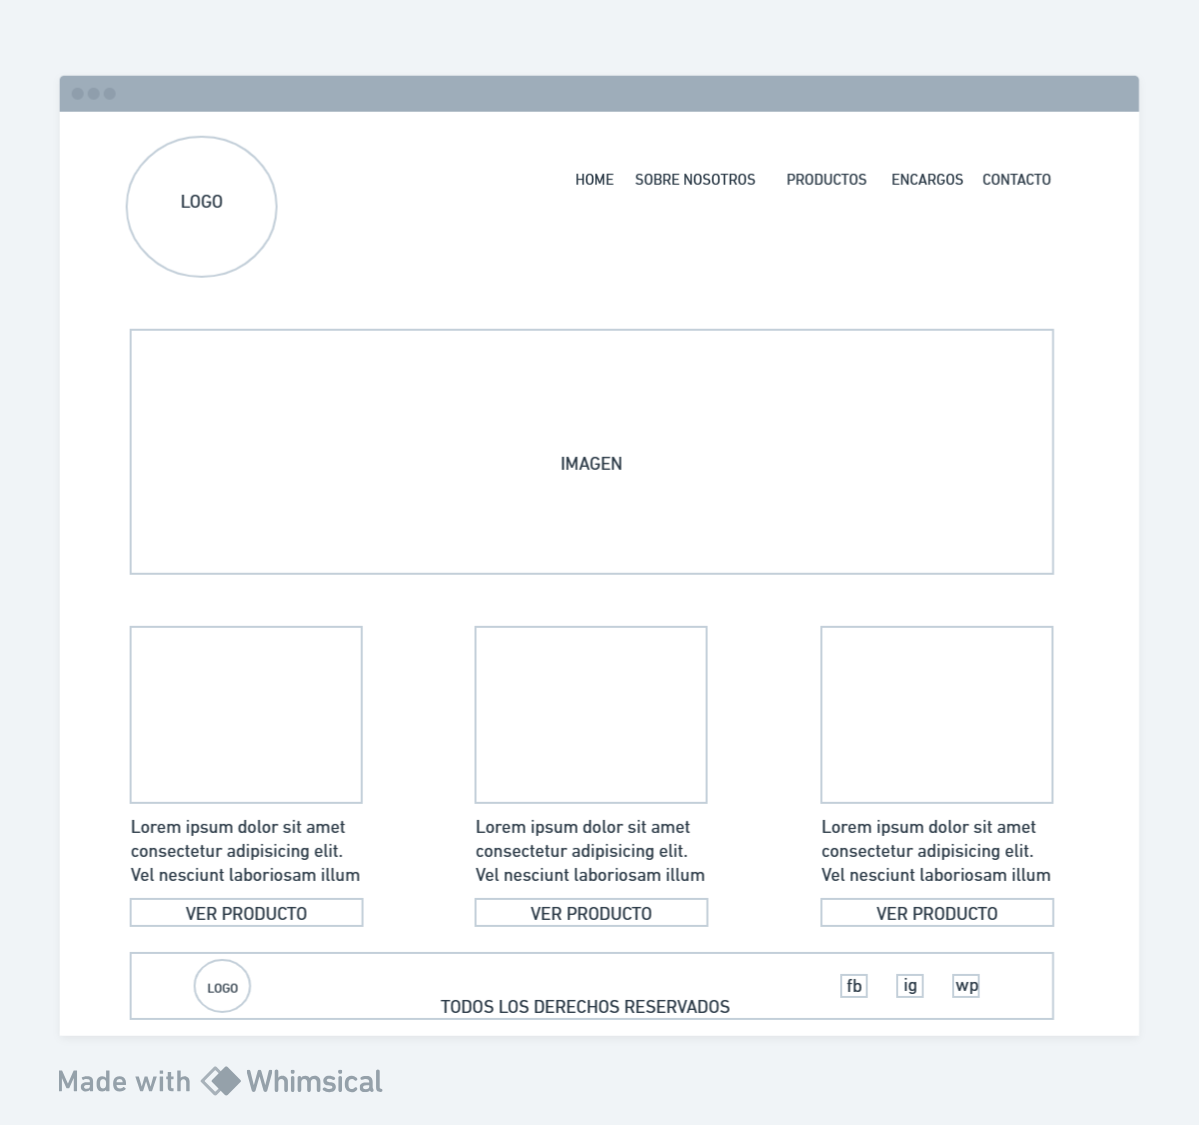 LOGO
HOME
SOBRE NOSOTROS
PRODUCTOS
ENCARGOS
CONTACTO
IMAGEN
Lorem ipsum dolor sit amet
consectetur adipisicing elit.
Vel nesciunt laboriosam illum
VER PRODUCTO
Lorem ipsum dolor sit amet
consectetur adipisicing elit.
Vel nesciunt laboriosam illum
VER PRODUCTO
Lorem ipsum dolor sit amet
consectetur adipisicing elit.
Vel nesciunt laboriosam illum
VER PRODUCTO
LOGO
TODOS LOS DERECHOS RESERVADOS
fb
ig
wp
Made with Whimsical